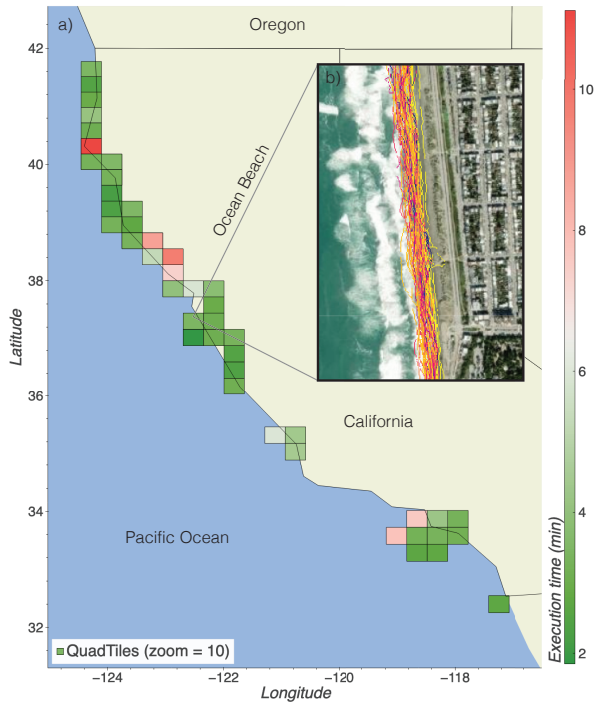 a)
Oregon
b)
Ocean Beach
California
Pacific Ocean
QuadTiles (zoom = 10)
42
40
38
36
34
32
Latitude
−124
−122
−120
−118
Longitude
10
8
6
4
2
Execution time (min)